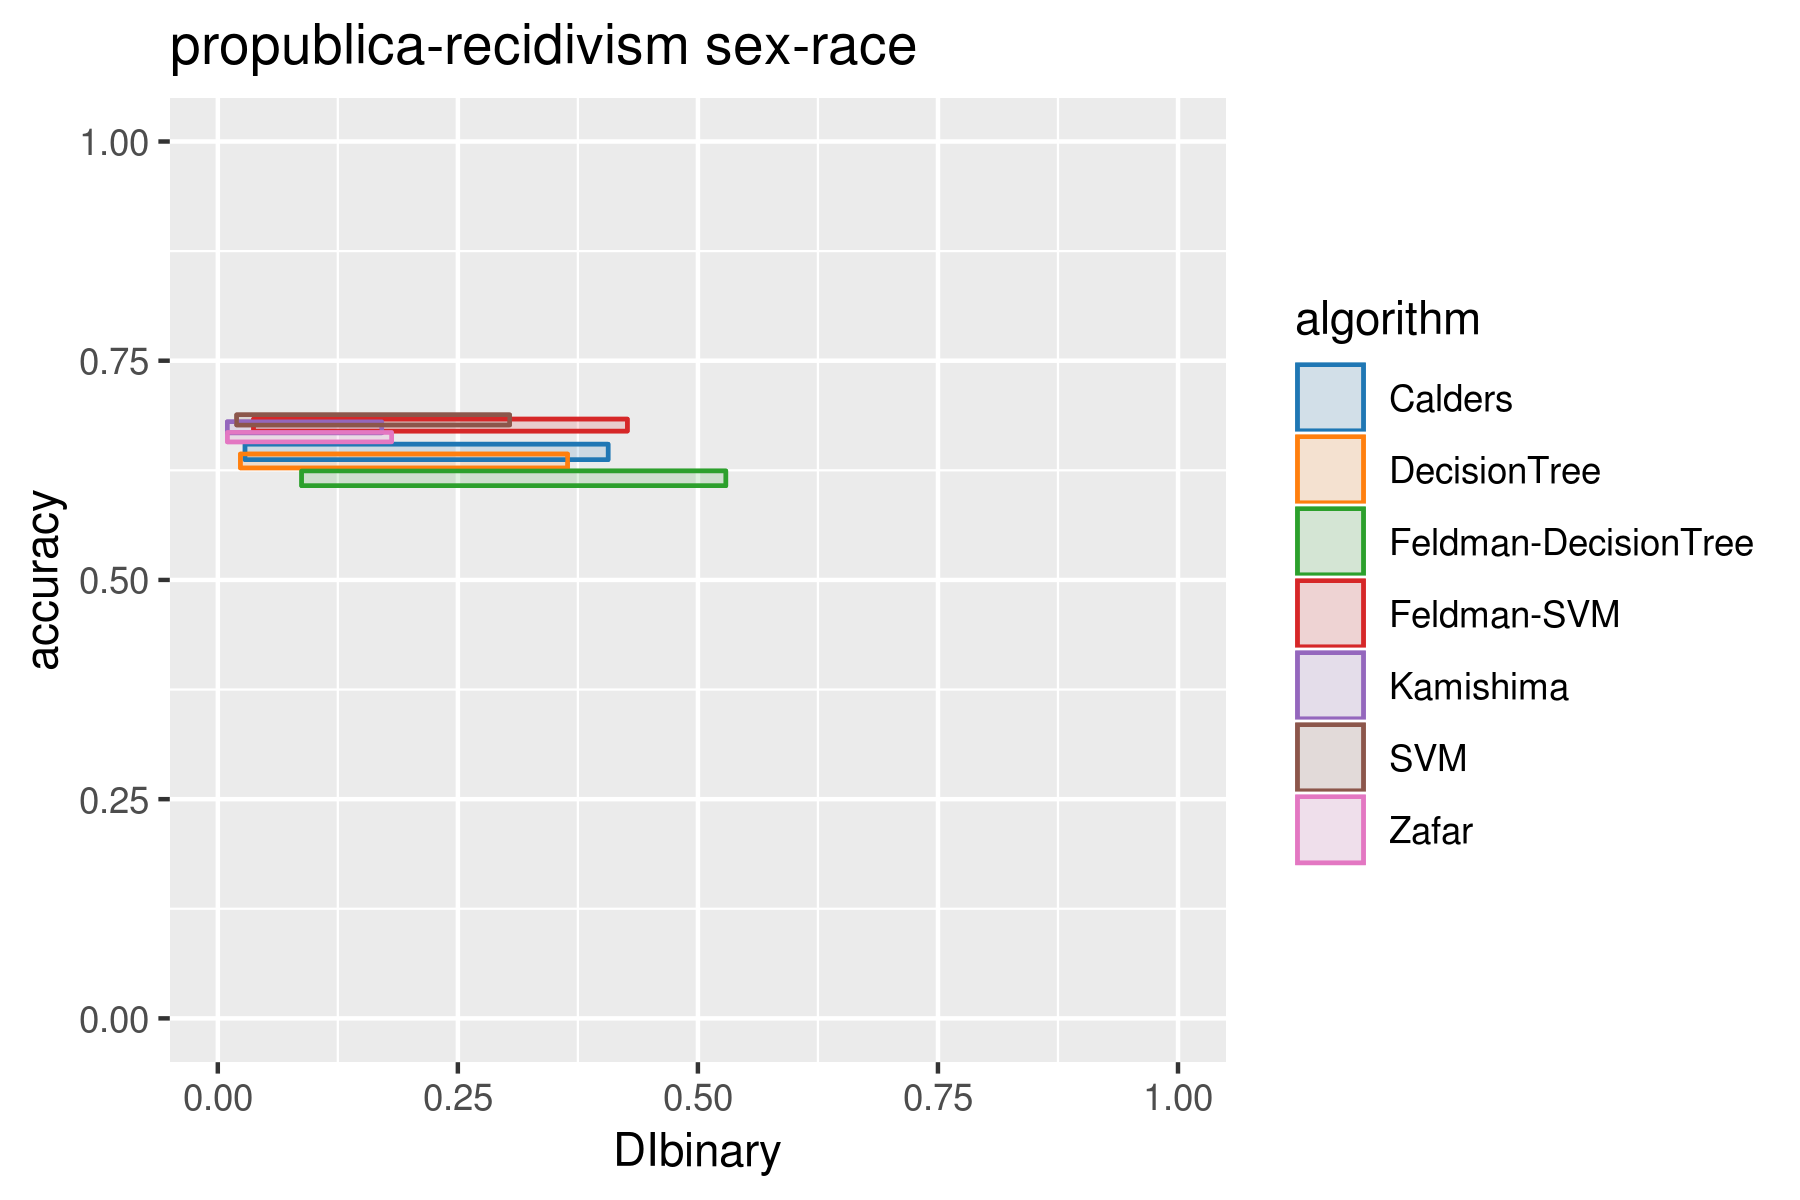 propublica-recidivism sex-race
1.00
0.75
0.50
0.25
0.00
accuracy
0.00 0.25 0.50 0.75 1.00
DIbinary
algorithm
Calders
DecisionTree
Feldman-DecisionTree
Feldman-SVM
Kamishima
SVM
Zafar